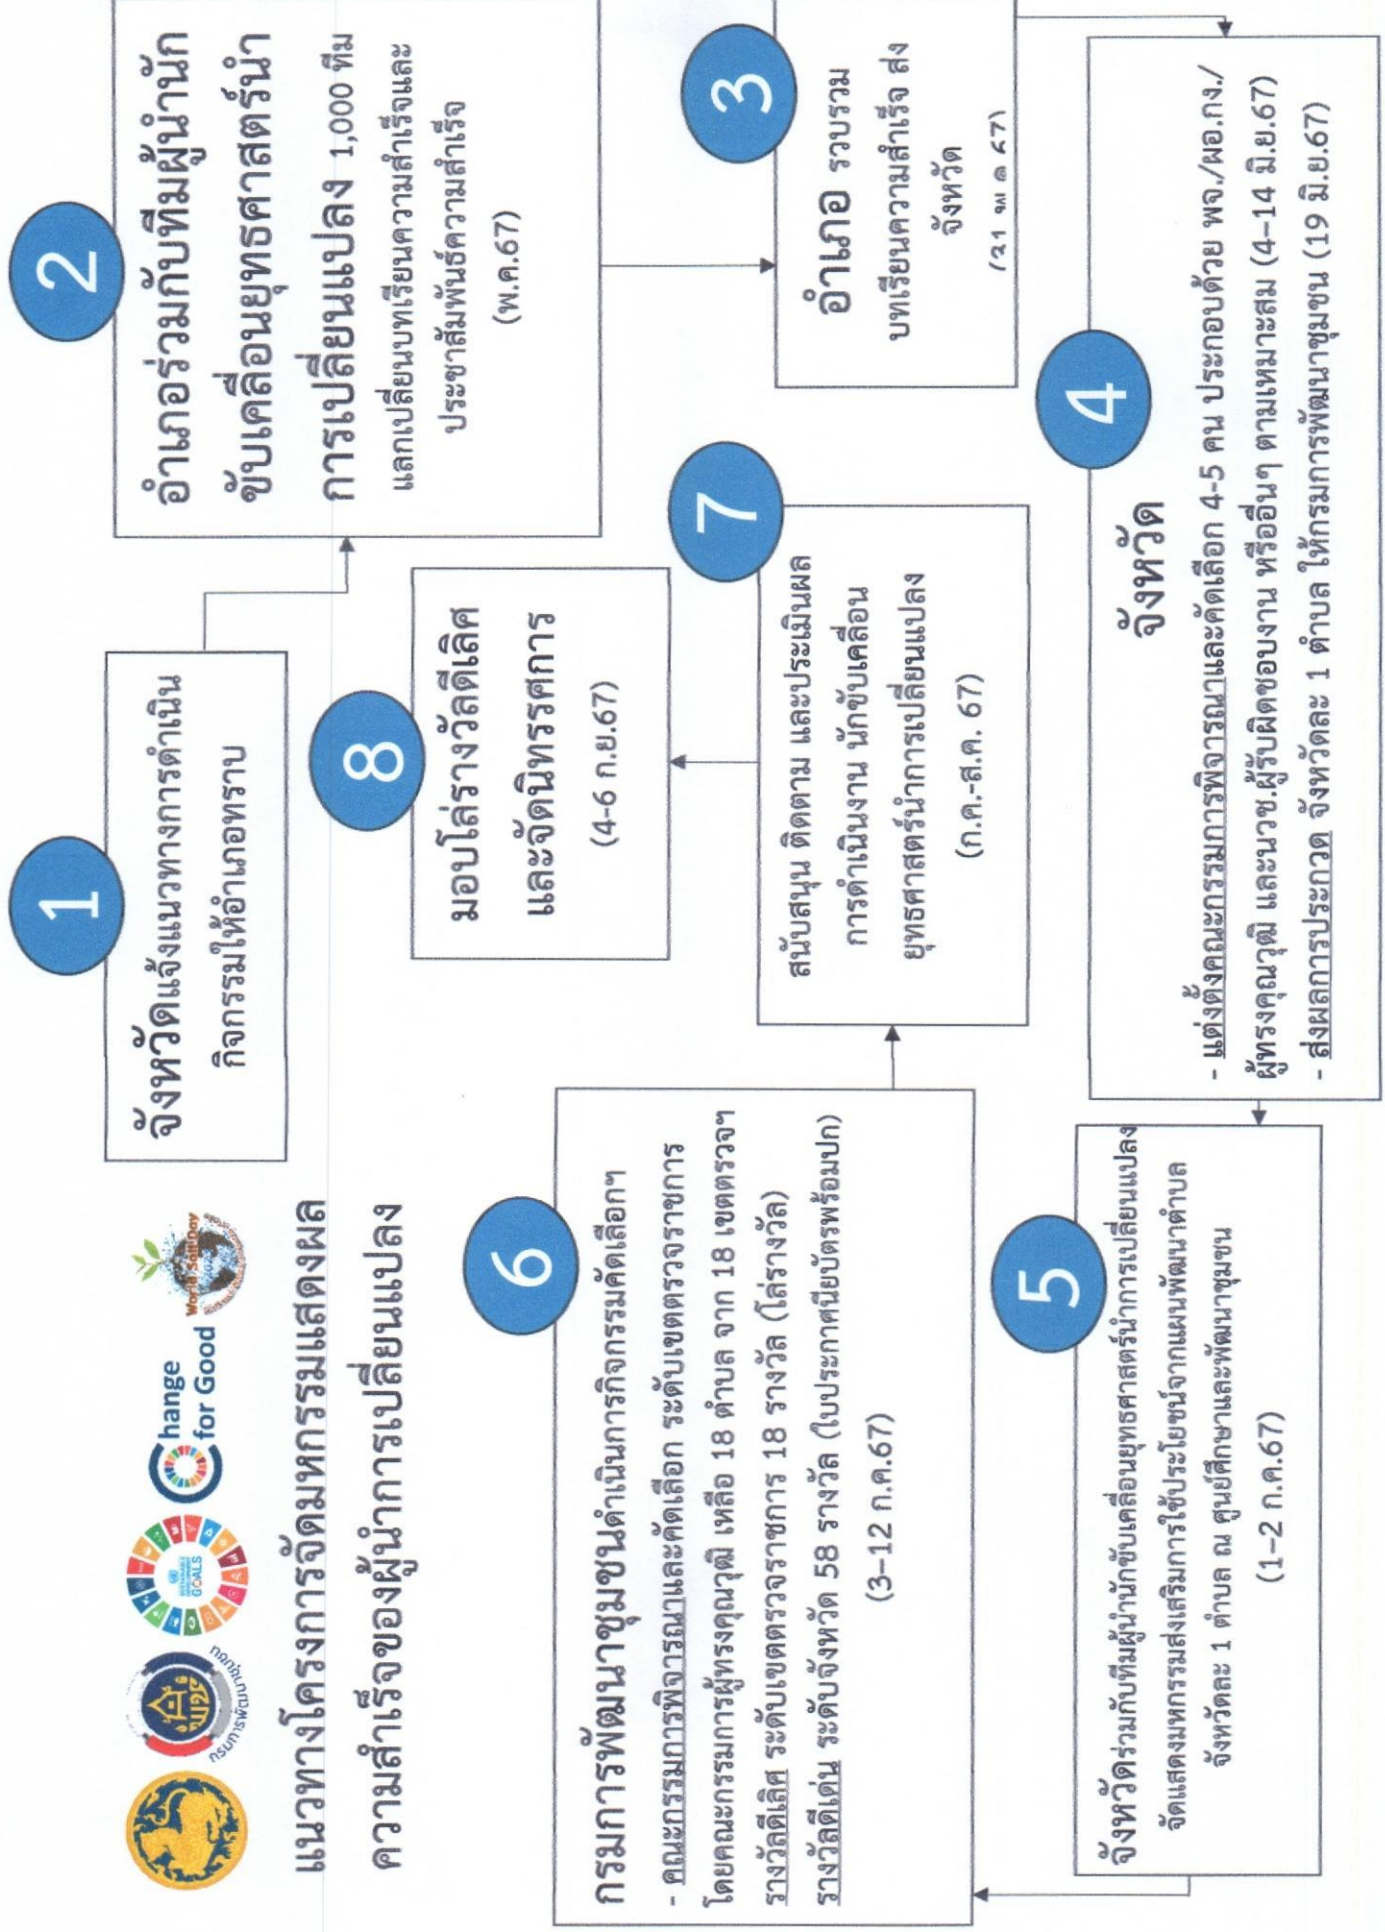 กรมการพัฒนาชุมชน
SUSTAINABLE
DEVELOPMENT
GOALS
Change
for Good
World Soil Day
แนวทางโครงการจัดมหกรรมแสดงผล
ความสำเร็จของผู้นำการเปลี่ยนแปลง
1
จังหวัดแจ้งแนวทางการดำเนิน
กิจกรรมให้อำเภอทราบ
2
อำเภอร่วมกับทีมผู้นำนัก
ขับเคลื่อนยุทธศาสตร์นำ
การเปลี่ยนแปลง 1,000 ทีม
แลกเปลี่ยนบทเรียนความสำเร็จและ
ประชาสัมพันธ์ความสำเร็จ
(พ.ค.67)
3
อำเภอ รวบรวม
บทเรียนความสำเร็จ ส่ง
จังหวัด
(21 พ.ค.67)
4
จังหวัด
- แต่งตั้งคณะกรรมการพิจารณาและคัดเลือก 4-5 คน ประกอบด้วย พจ./ผอ.กง./
ผู้ทรงคุณวุฒิ และนวช.ผู้รับผิดชอบงาน หรืออื่นๆ ตามเหมาะสม (4–14 มิ.ย.67)
- ส่งผลการประกวด จังหวัดละ 1 ตำบล ให้กรมการพัฒนาชุมชน (19 มิ.ย.67)
5
จังหวัดร่วมกับทีมผู้นำนักขับเคลื่อนยุทธศาสตร์นำการเปลี่ยนแปลง
จัดแสดงมหกรรมส่งเสริมการใช้ประโยชน์จากแผนพัฒนาตำบล
จังหวัดละ 1 ตำบล ณ ศูนย์ศึกษาและพัฒนาชุมชน
(1–2 ก.ค.67)
6
กรมการพัฒนาชุมชนดำเนินการกิจกรรมคัดเลือกฯ
- คณะกรรมการพิจารณาและคัดเลือก ระดับเขตตรวจราชการ
โดยคณะกรรมการผู้ทรงคุณวุฒิ เหลือ 18 ตำบล จาก 18 เขตตรวจฯ
รางวัลดีเลิศ ระดับเขตตรวจราชการ 18 รางวัล (โล่รางวัล)
รางวัลดีเด่น ระดับจังหวัด 58 รางวัล (ใบประกาศนียบัตรพร้อมปก)
(3–12 ก.ค.67)
7
สนับสนุน ติดตาม และประเมินผล
การดำเนินงาน นักขับเคลื่อน
ยุทธศาสตร์นำการเปลี่ยนแปลง
(ก.ค.-ส.ค. 67)
8
มอบโล่รางวัลดีเลิศ
และจัดนิทรรศการ
(4-6 ก.ย.67)